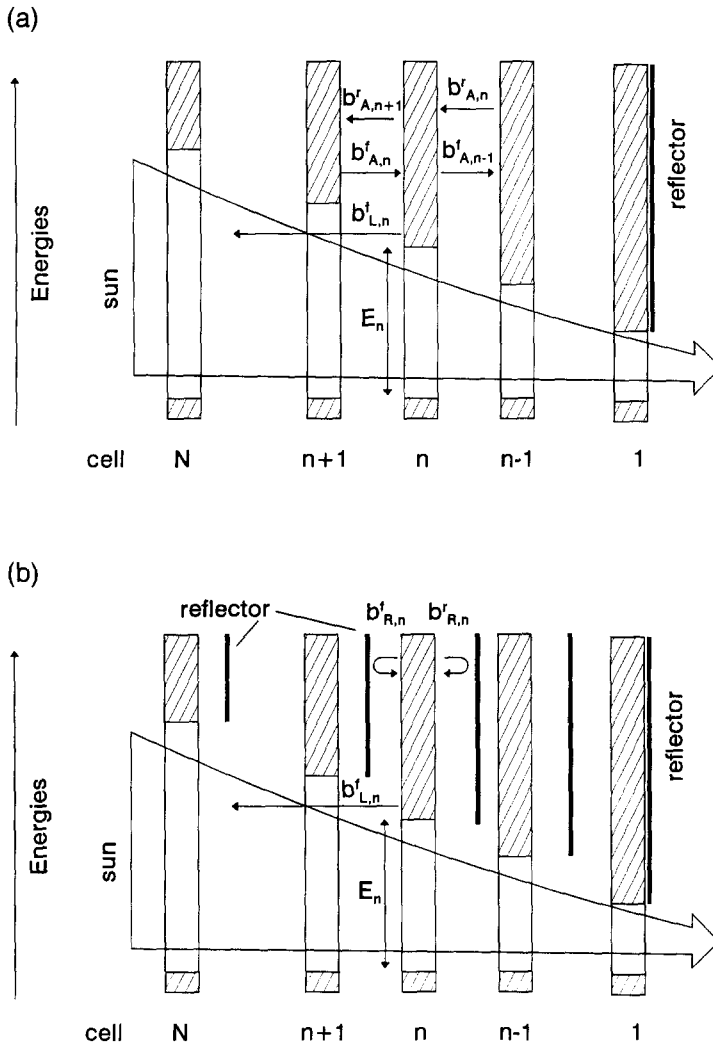 (a)
b^r_{A,n+1} b^r_{A,n}
b^f_{A,n} b^f_{A,n-1}
b^f_{L,n}
E_n
Energies
sun
reflector
cell N n+1 n n-1 1
(b)
reflector b^f_{R,n} b^r_{R,n}
b^f_{L,n}
E_n
Energies
sun
reflector
cell N n+1 n n-1 1